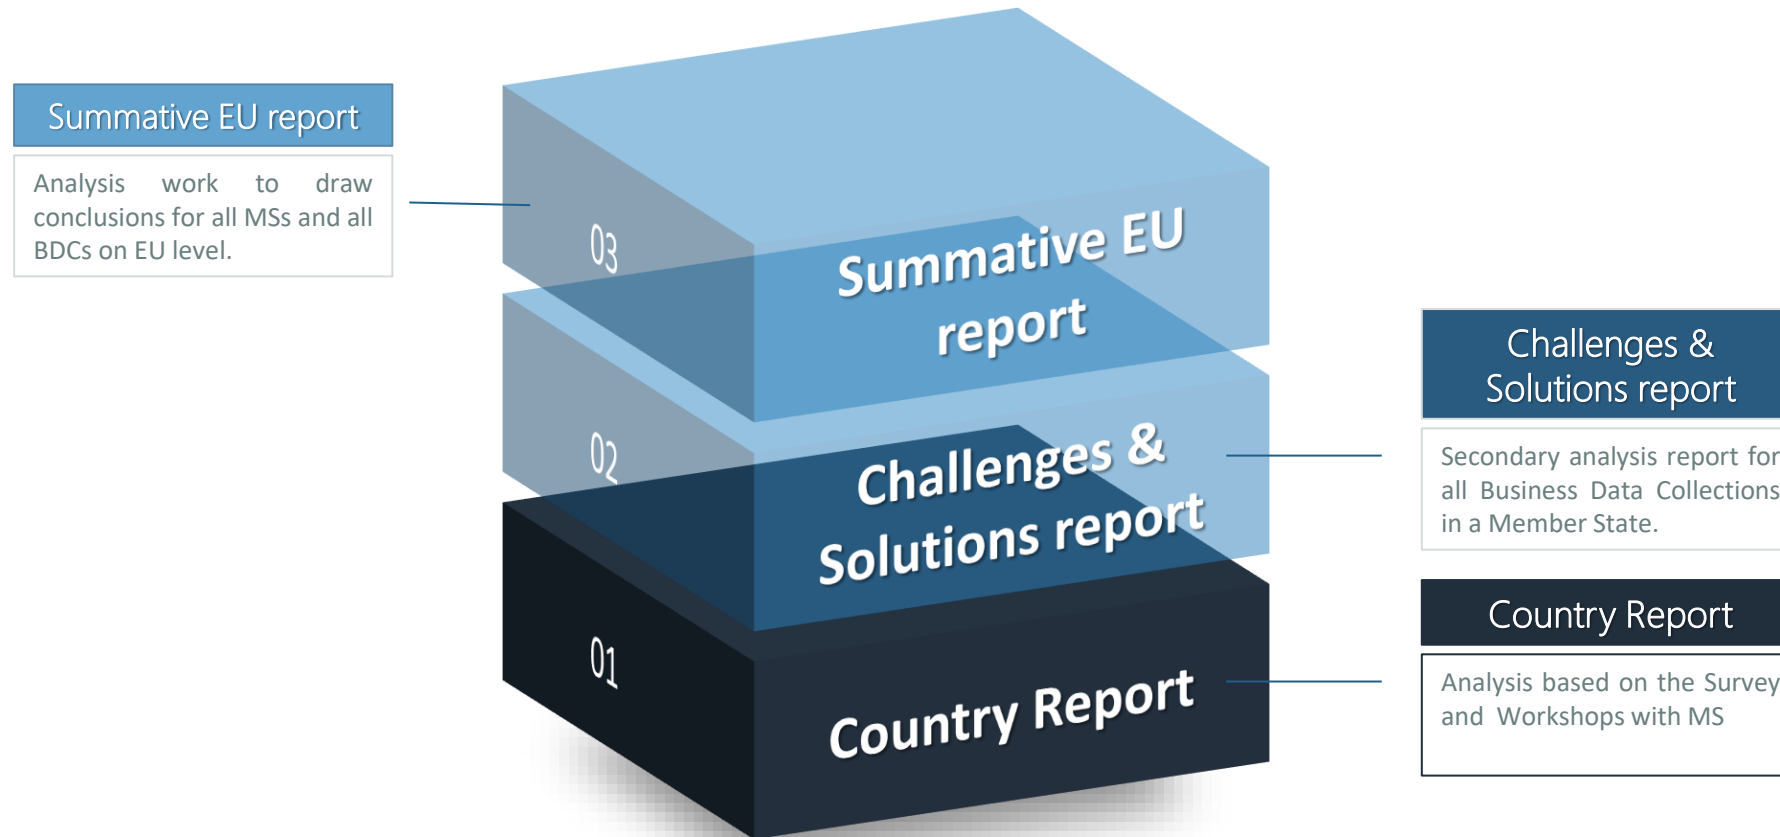 Summative EU report
Analysis work to draw
conclusions for all MSs and all
BDCs on EU level.
03
Summative EU
report
02
Challenges &
Solutions report
01
Country Report
Challenges &
Solutions report
Secondary analysis report for
all Business Data Collections
in a Member State.
Country Report
Analysis based on the Survey
and Workshops with MS